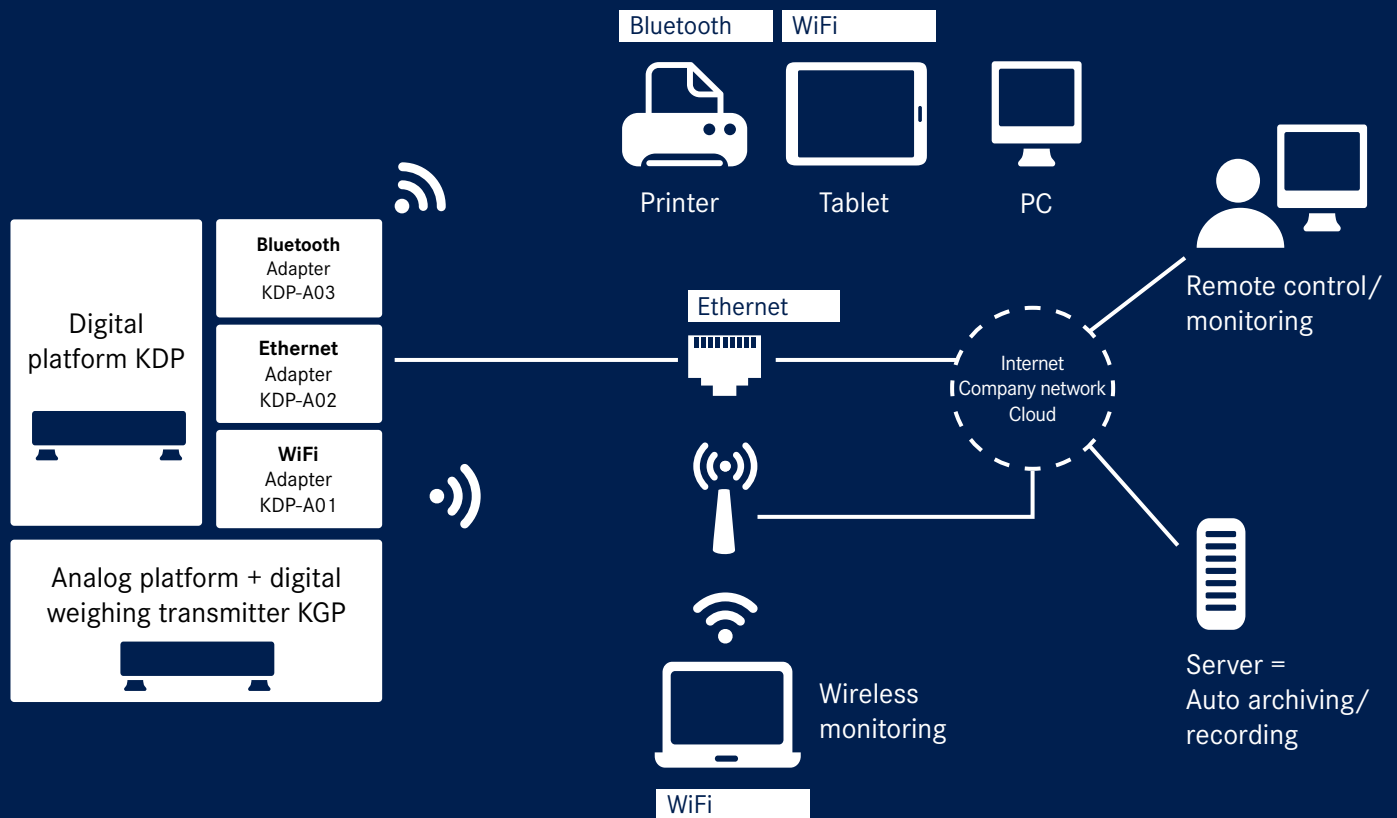 Bluetooth
WiFi
Printer
Tablet
PC
Digital
platform KDP
Bluetooth
Adapter
KDP-A03
Ethernet
Adapter
KDP-A02
WiFi
Adapter
KDP-A01
Analog platform + digital
weighing transmitter KGP
Ethernet
Internet
Company network
Cloud
Remote control/
monitoring
Wireless
monitoring
WiFi
Server =
Auto archiving/
recording